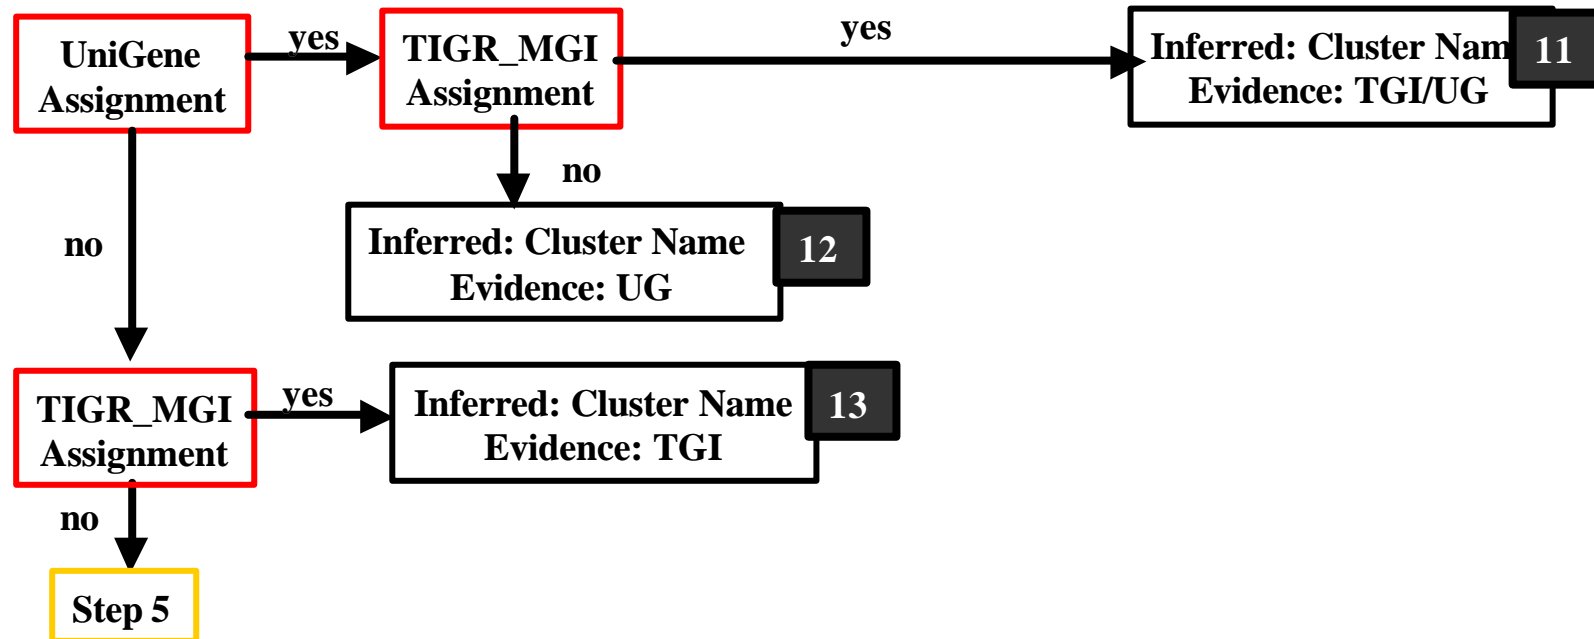 UniGene
Assignment
yes
TIGR_MGI
Assignment
yes
Inferred: Cluster Nam
Evidence: TGI/UG
11
no
no
Inferred: Cluster Name
Evidence: UG
12
TIGR_MGI
Assignment
yes
Inferred: Cluster Name
Evidence: TGI
13
no
Step 5